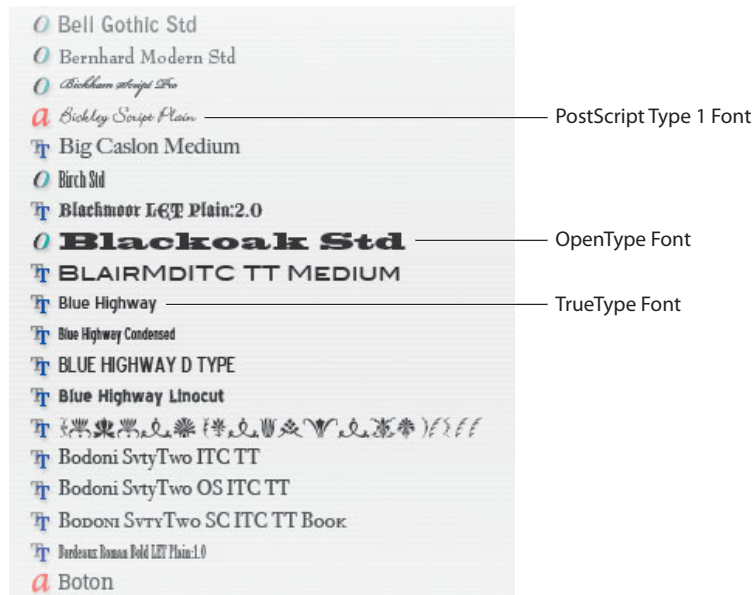 Bell Gothic Std
Bernhard Modern Std
Bickham Script Pro
Bickley Script Plain
PostScript Type 1 Font
Big Caslon Medium
Birch Std
Blackmoor LET Plain:2.0
Blackoak Std
OpenType Font
BLAIRMDITC TT MEDIUM
Blue Highway
TrueType Font
Blue Highway Condensed
BLUE HIGHWAY D TYPE
Blue Highway Linocut
Bodoni SvtyTwo ITC TT
Bodoni SvtyTwo OS ITC TT
BODONI SVTYTWO SC ITC TT BOOK
Bordeaux Roman Bold LET Plain:1.0
Boton